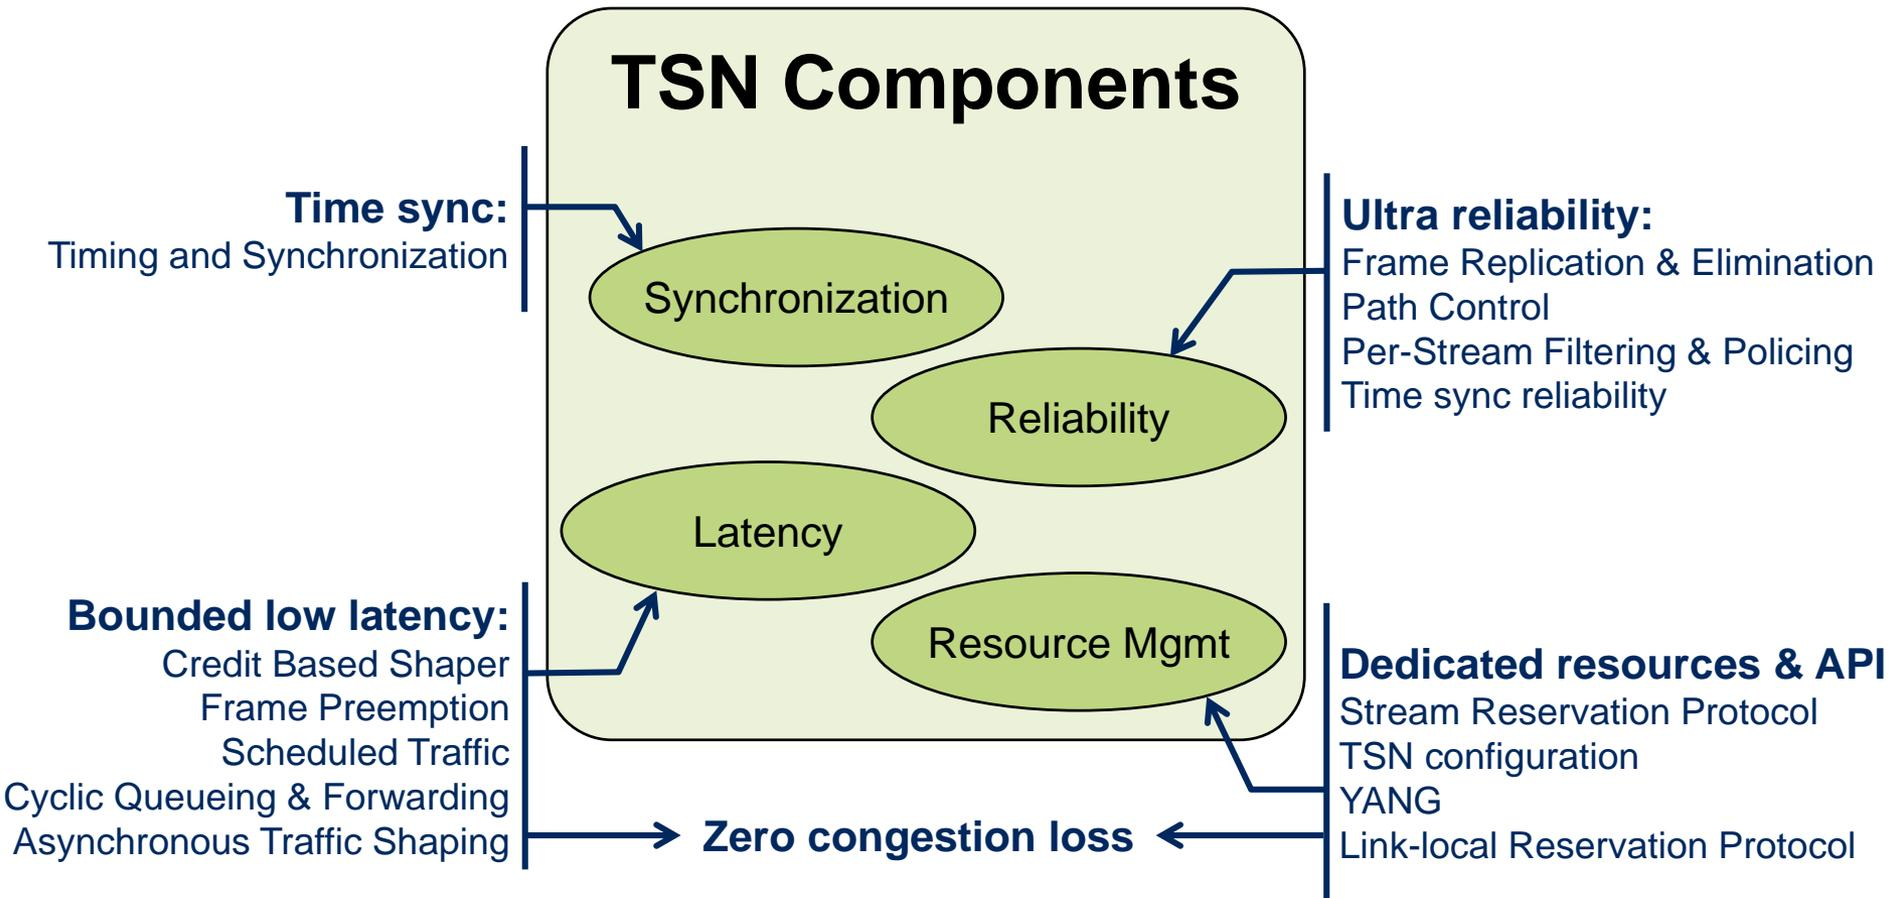 TSN Components
Time sync:
Timing and Synchronization
Ultra reliability:
Frame Replication & Elimination
Path Control
Per-Stream Filtering & Policing
Time sync reliability
Synchronization
Reliability
Latency
Resource Mgmt
Bounded low latency:
Credit Based Shaper
Frame Preemption
Scheduled Traffic
Cyclic Queueing & Forwarding
Asynchronous Traffic Shaping
Dedicated resources & API
Stream Reservation Protocol
TSN configuration
YANG
Link-local Reservation Protocol
Zero congestion loss